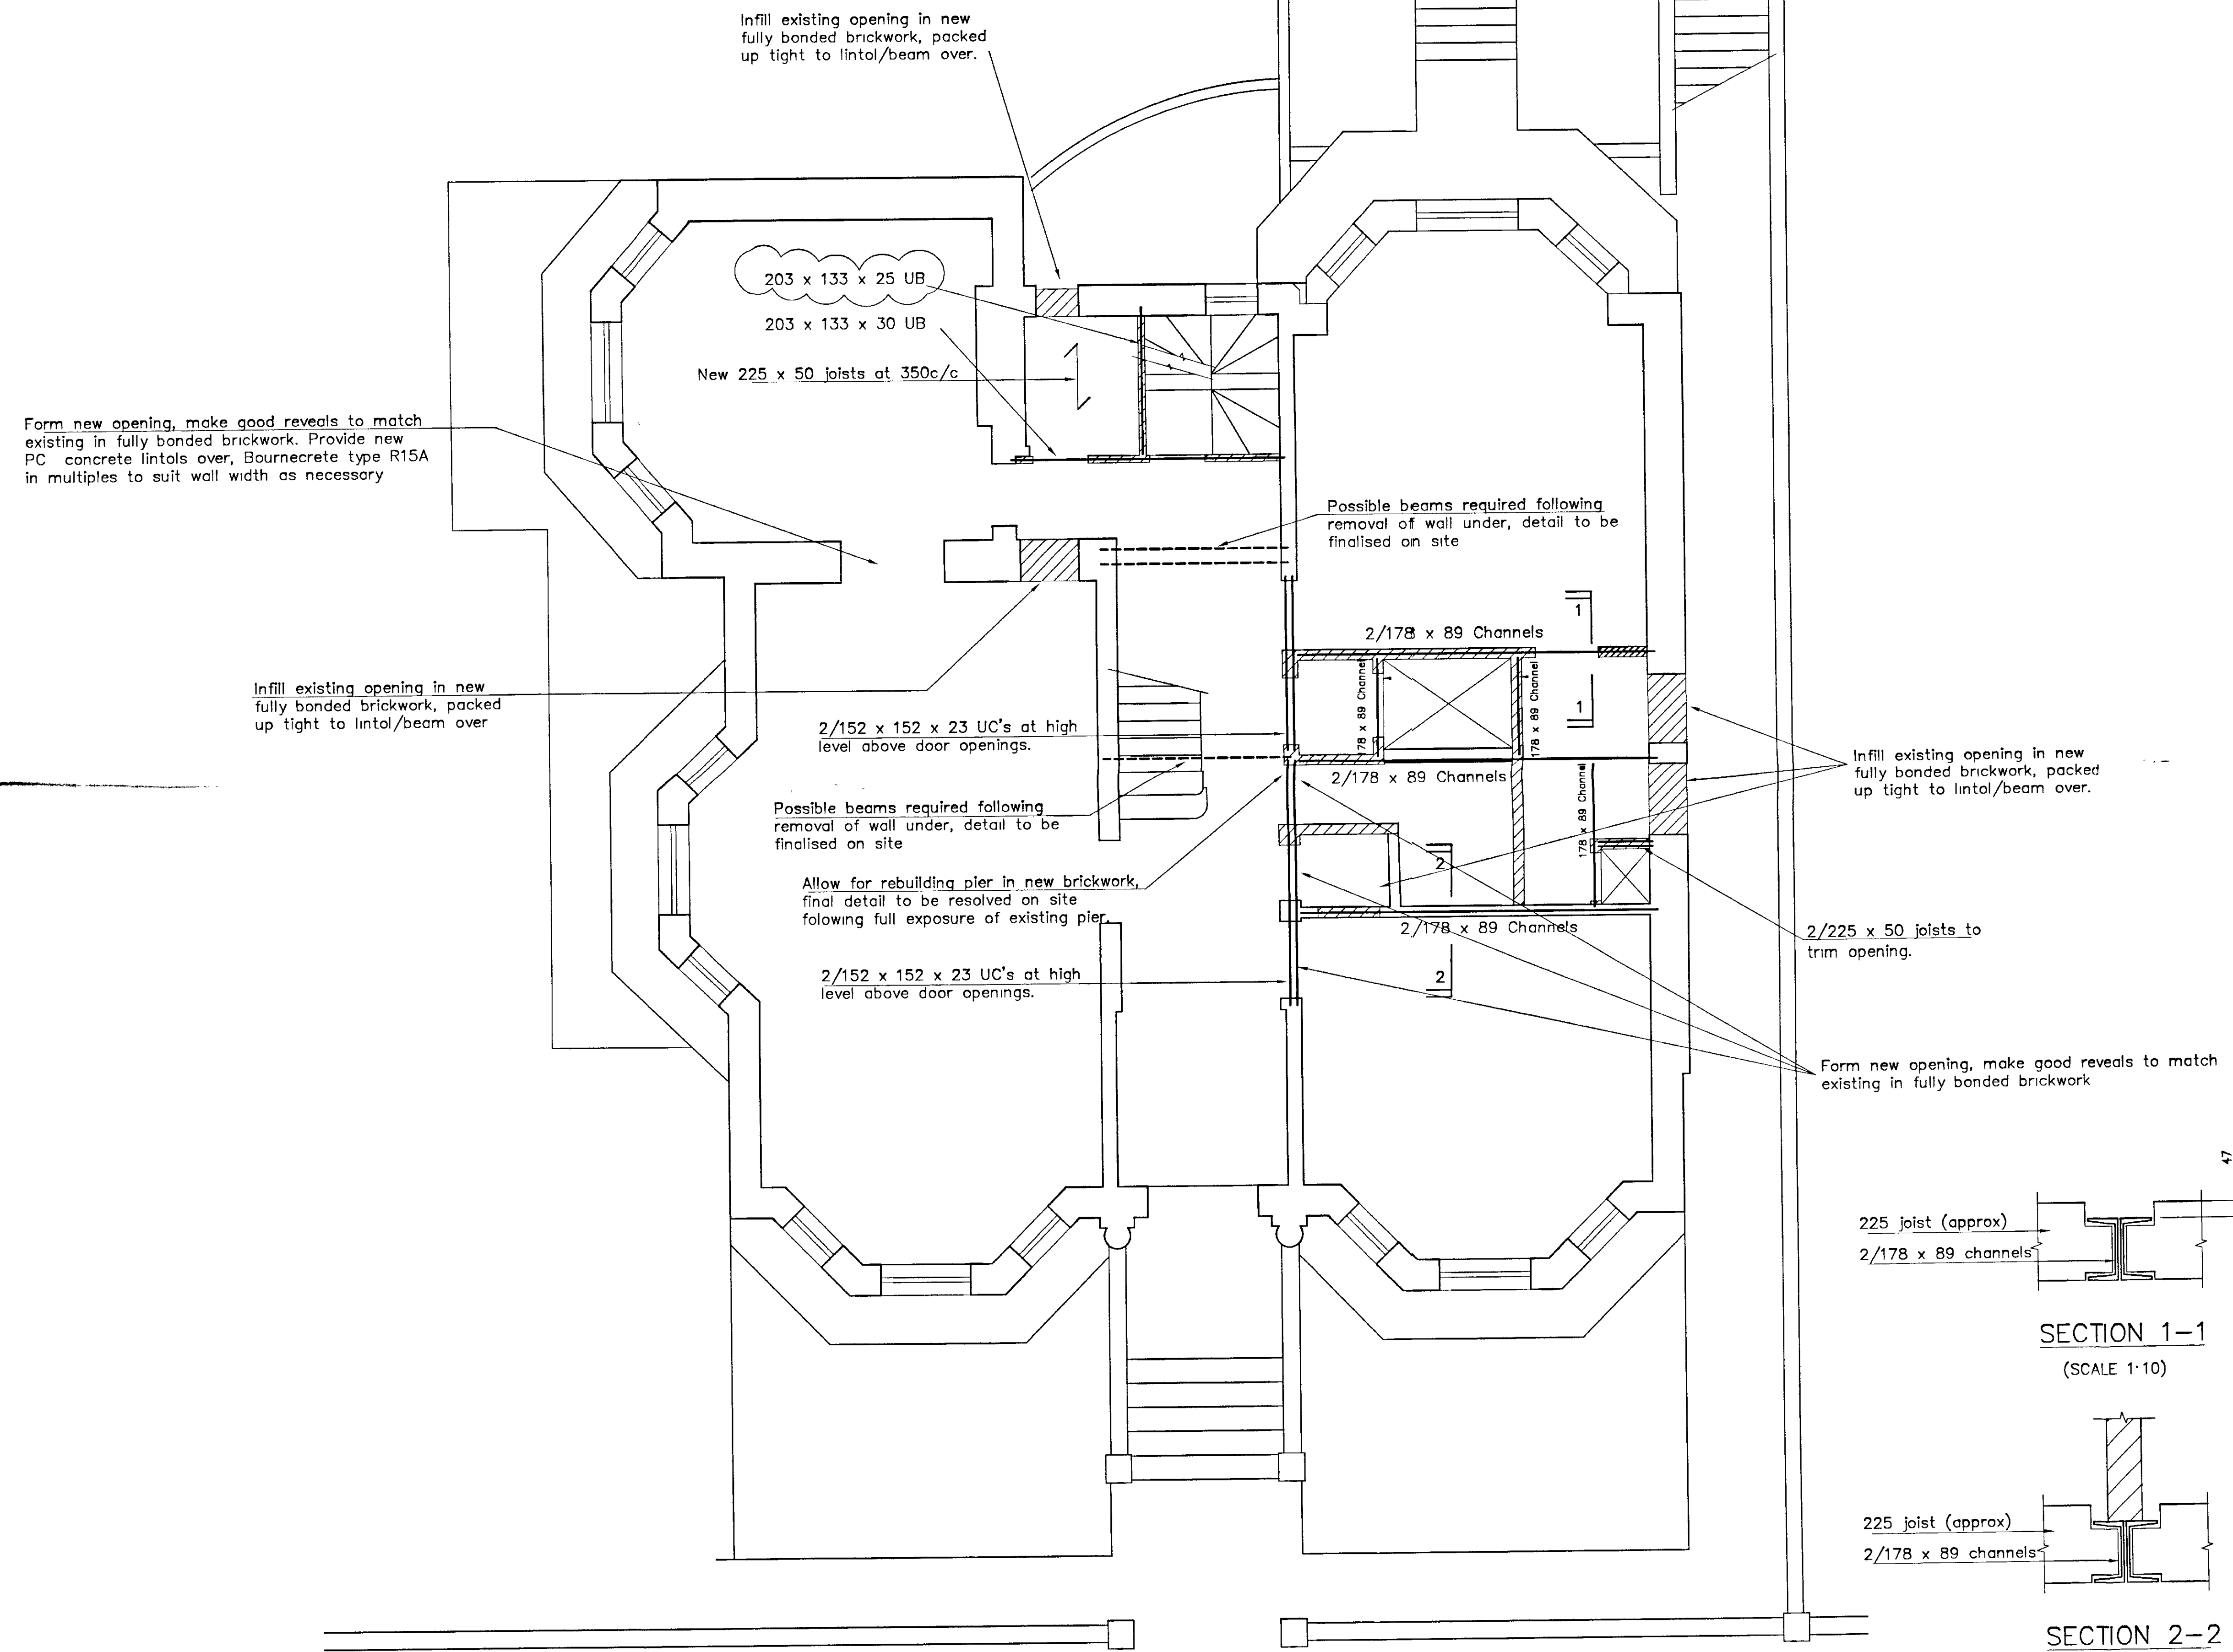 Infill existing opening in new
fully bonded brickwork, packed
up tight to lintol/beam over.
203 x 133 x 25 UB
203 x 133 x 30 UB
New 225 x 50 joists at 350c/c
Form new opening, make good reveals to match
existing in fully bonded brickwork. Provide new
PC concrete lintols over, Bournecrete type R15A
in multiples to suit wall width as necessary
Possible beams required following
removal of wall under, detail to be
finalised on site
1
2/178 x 89 Channels
178 x 89 Channel
178 x 89 Channel
1
Infill existing opening in new
fully bonded brickwork, packed
up tight to lintol/beam over
2/152 x 152 x 23 UC's at high
level above door openings.
2/178 x 89 Channels
178 x 89 Channel
Infill existing opening in new
fully bonded brickwork, packed
up tight to lintol/beam over.
Possible beams required following
removal of wall under, detail to be
finalised on site
2
Allow for rebuilding pier in new brickwork,
final detail to be resolved on site
folowing full exposure of existing pier.
2/178 x 89 Channels
2/225 x 50 joists to
trim opening.
2/152 x 152 x 23 UC's at high
level above door openings.
2
Form new opening, make good reveals to match
existing in fully bonded brickwork
47
225 joist (approx)
2/178 x 89 channels
SECTION 1-1
(SCALE 1:10)
225 joist (approx)
2/178 x 89 channels
SECTION 2-2